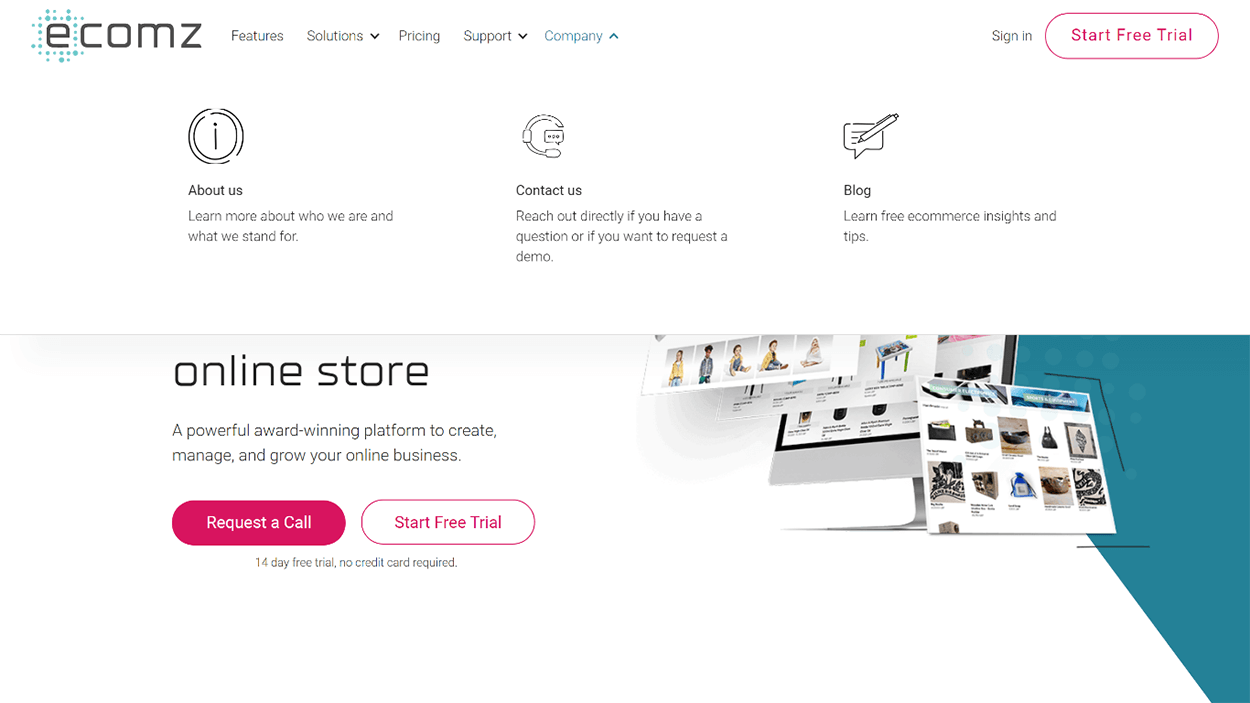 ecomz
Features
Solutions
Pricing
Support
Company
Sign in
Start Free Trial
About us
Learn more about who we are and
what we stand for.
Contact us
Reach out directly if you have a
question or if you want to request a
demo.
Blog
Learn free ecommerce insights and
tips.
online store
A powerful award-winning platform to create,
manage, and grow your online business.
Request a Call
Start Free Trial
14 day free trial, no credit card required.